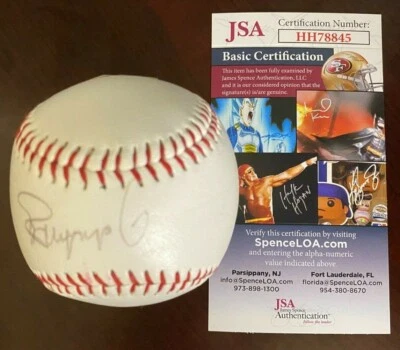 JSA
Certification Number:
HH78845
Basic Certification
This item has been fully examined by
James Spence Authentication, LLC
and it is our considered opinion that the
signature(s) is/are genuine.
Verify this certification by visiting
SpenceLOA.com
and entering the alpha-numeric
value indicated above
Parsippany, NJ
info@SpenceLOA.com
973-898-1300
Fort Lauderdale, FL
florida@SpenceLOA.com
954-380-8670
JSA
James Spence
Authentication